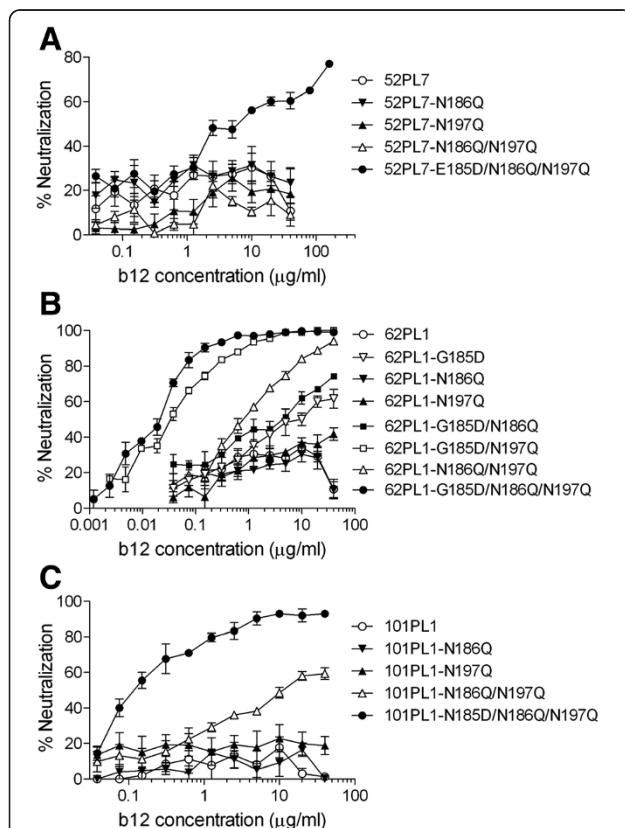 A
80
60
40
20
0
% Neutralization
0.1
1
10
100
b12 concentration (μg/ml)
52PL7
52PL7-N186Q
52PL7-N197Q
52PL7-N186Q/N197Q
52PL7-E185D/N186Q/N197Q
B
100
80
60
40
20
0
% Neutralization
0.001
0.01
0.1
1
10
100
b12 concentration (μg/ml)
62PL1
62PL1-G185D
62PL1-N186Q
62PL1-N197Q
62PL1-G185D/N186Q
62PL1-G185D/N197Q
62PL1-N186Q/N197Q
62PL1-G185D/N186Q/N197Q
C
100
80
60
40
20
0
% Neutralization
0.1
1
10
100
b12 concentration (μg/ml)
101PL1
101PL1-N186Q
101PL1-N197Q
101PL1-N186Q/N197Q
101PL1-N185D/N186Q/N197Q